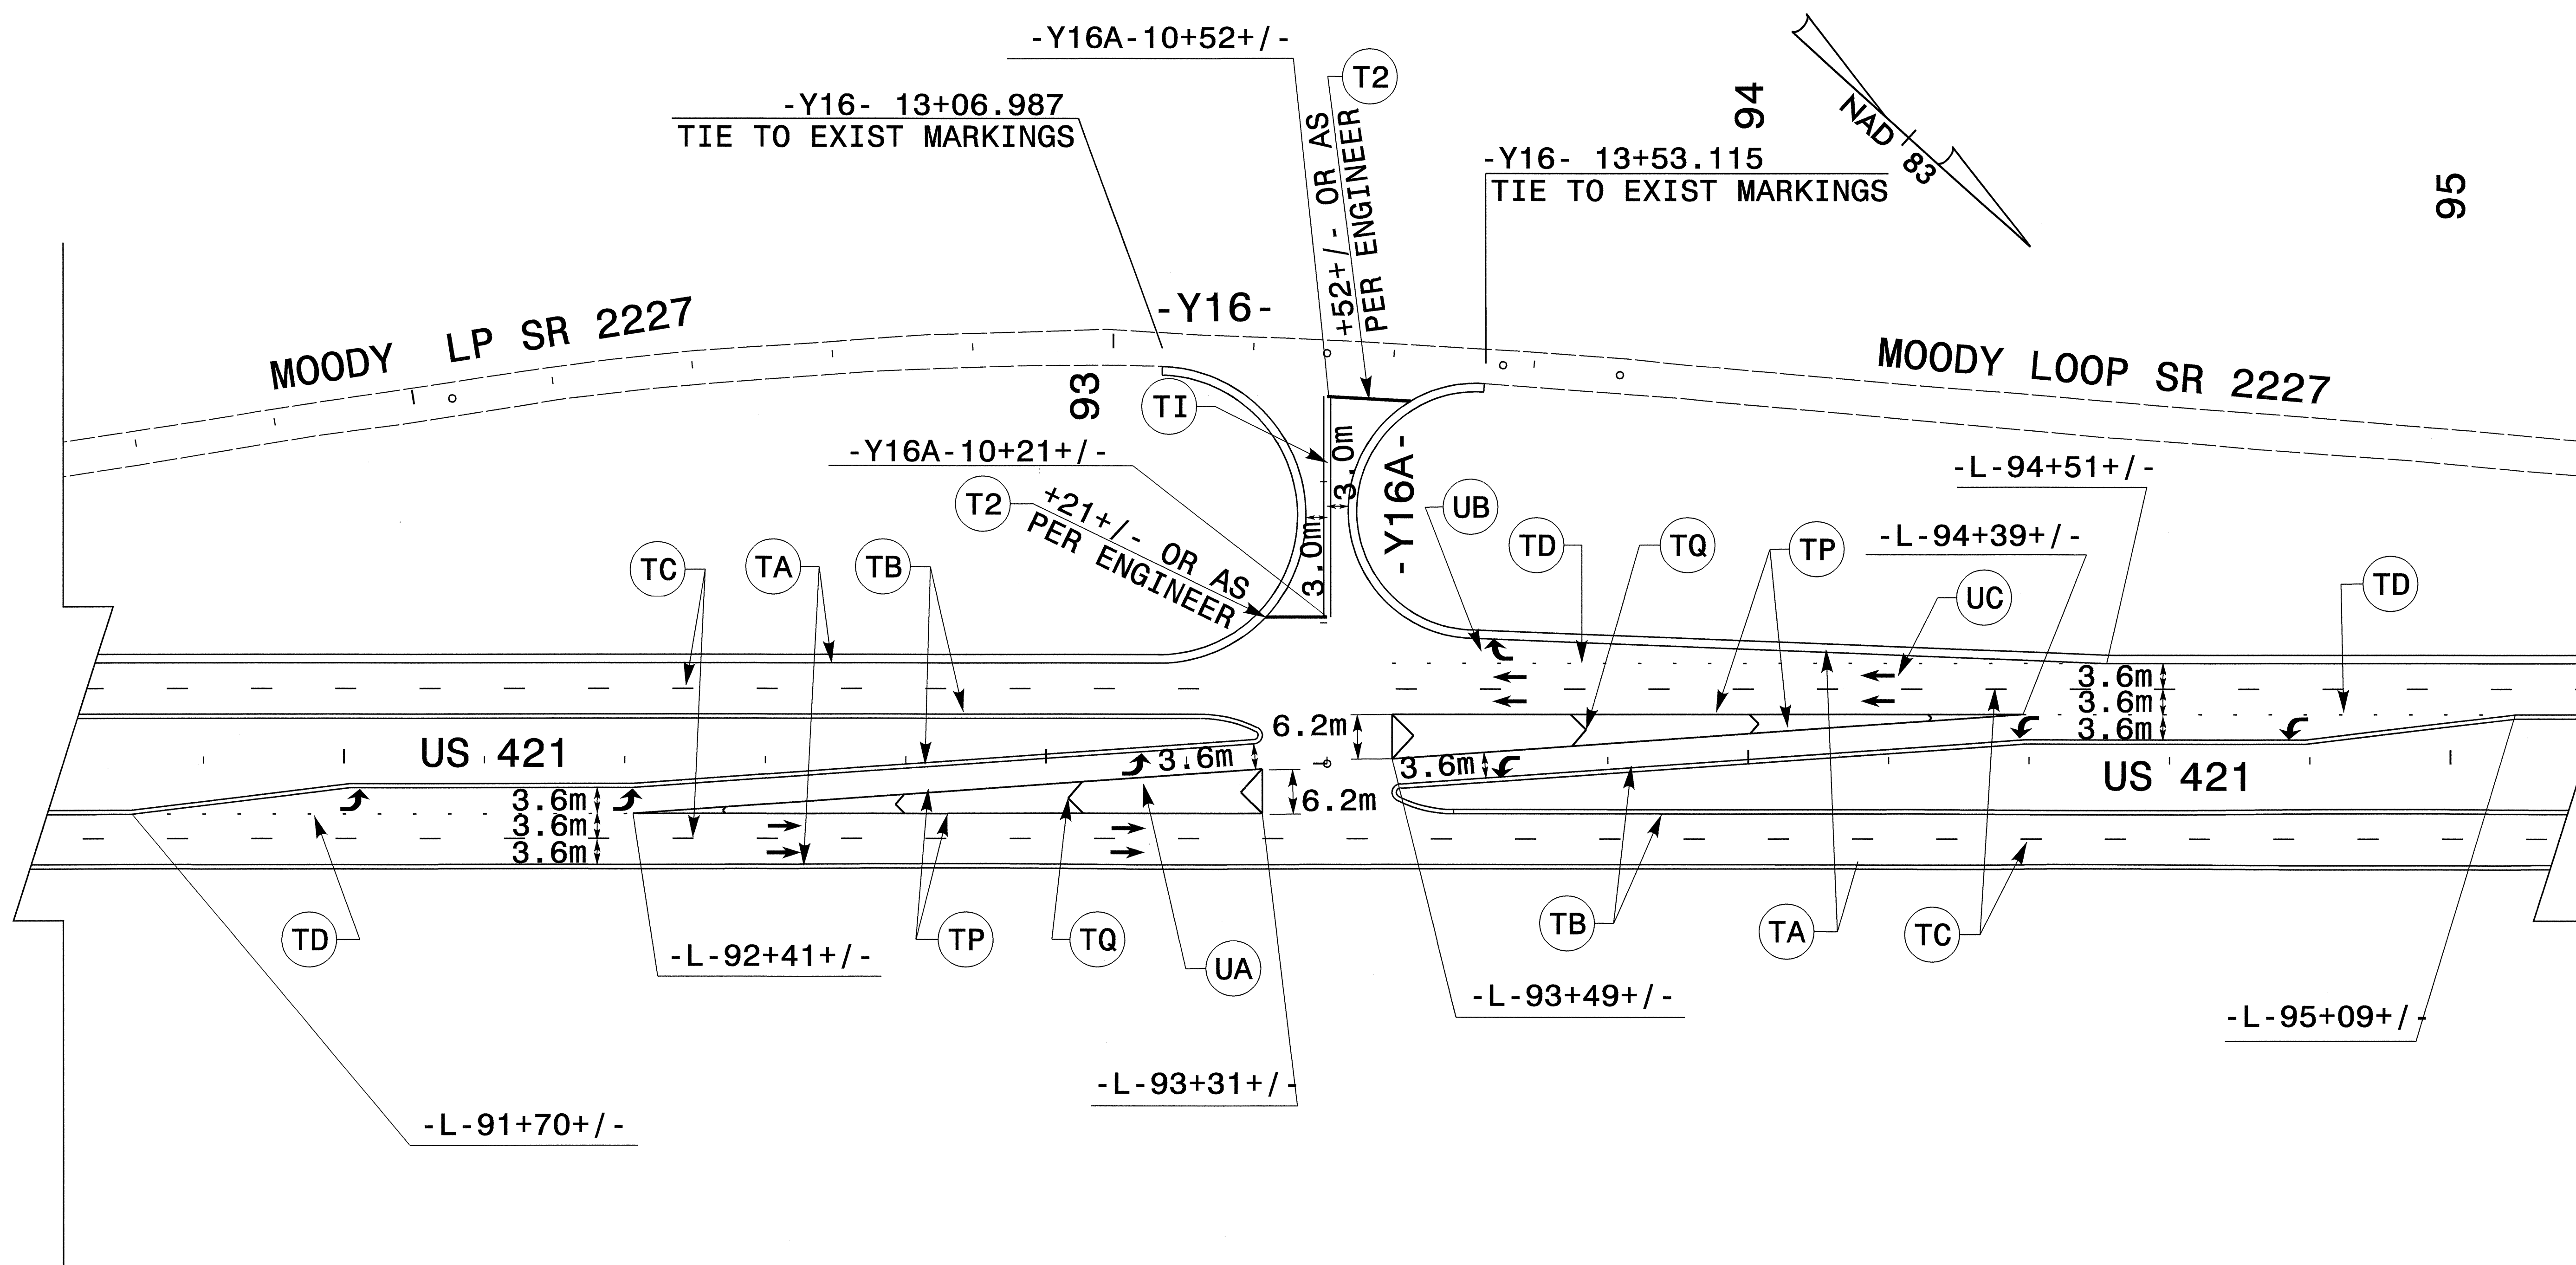 -Y16A-10+52+/-
T2
-Y16- 13+06.987
TIE TO EXIST MARKINGS
+52+/- OR AS
PER ENGINEER
94
NAD 83
-Y16- 13+53.115
TIE TO EXIST MARKINGS
95
-Y16-
MOODY LP SR 2227
MOODY LOOP SR 2227
93
TI
3.0m
-Y16A-
-Y16A-10+21+/-
T2
+21+/- OR AS
PER ENGINEER
3.0m
UB
-L-94+51+/-
-L-94+39+/-
TC
TA
TB
TD
TQ
TP
UC
TD
3.6m
3.6m
3.6m
6.2m
US 421
3.6m
3.6m
US 421
3.6m
3.6m
3.6m
6.2m
TD
TP
TQ
UA
TB
TA
TC
-L-92+41+/-
-L-93+49+/-
-L-95+09+/-
-L-93+31+/-
-L-91+70+/-